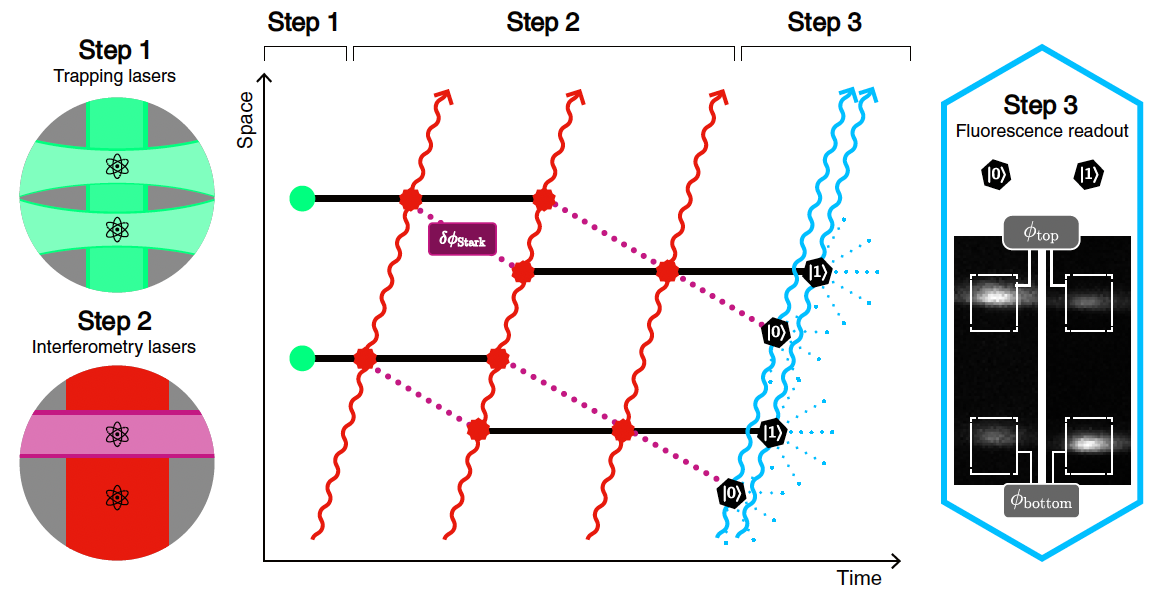 Step 1
Trapping lasers
Step 2
Interferometry lasers
Step 1
Step 2
Step 3
Space
δϕStark
|1⟩
|0⟩
|1⟩
|0⟩
Time
Step 3
Fluorescence readout
|0⟩
|1⟩
ϕtop
ϕbottom